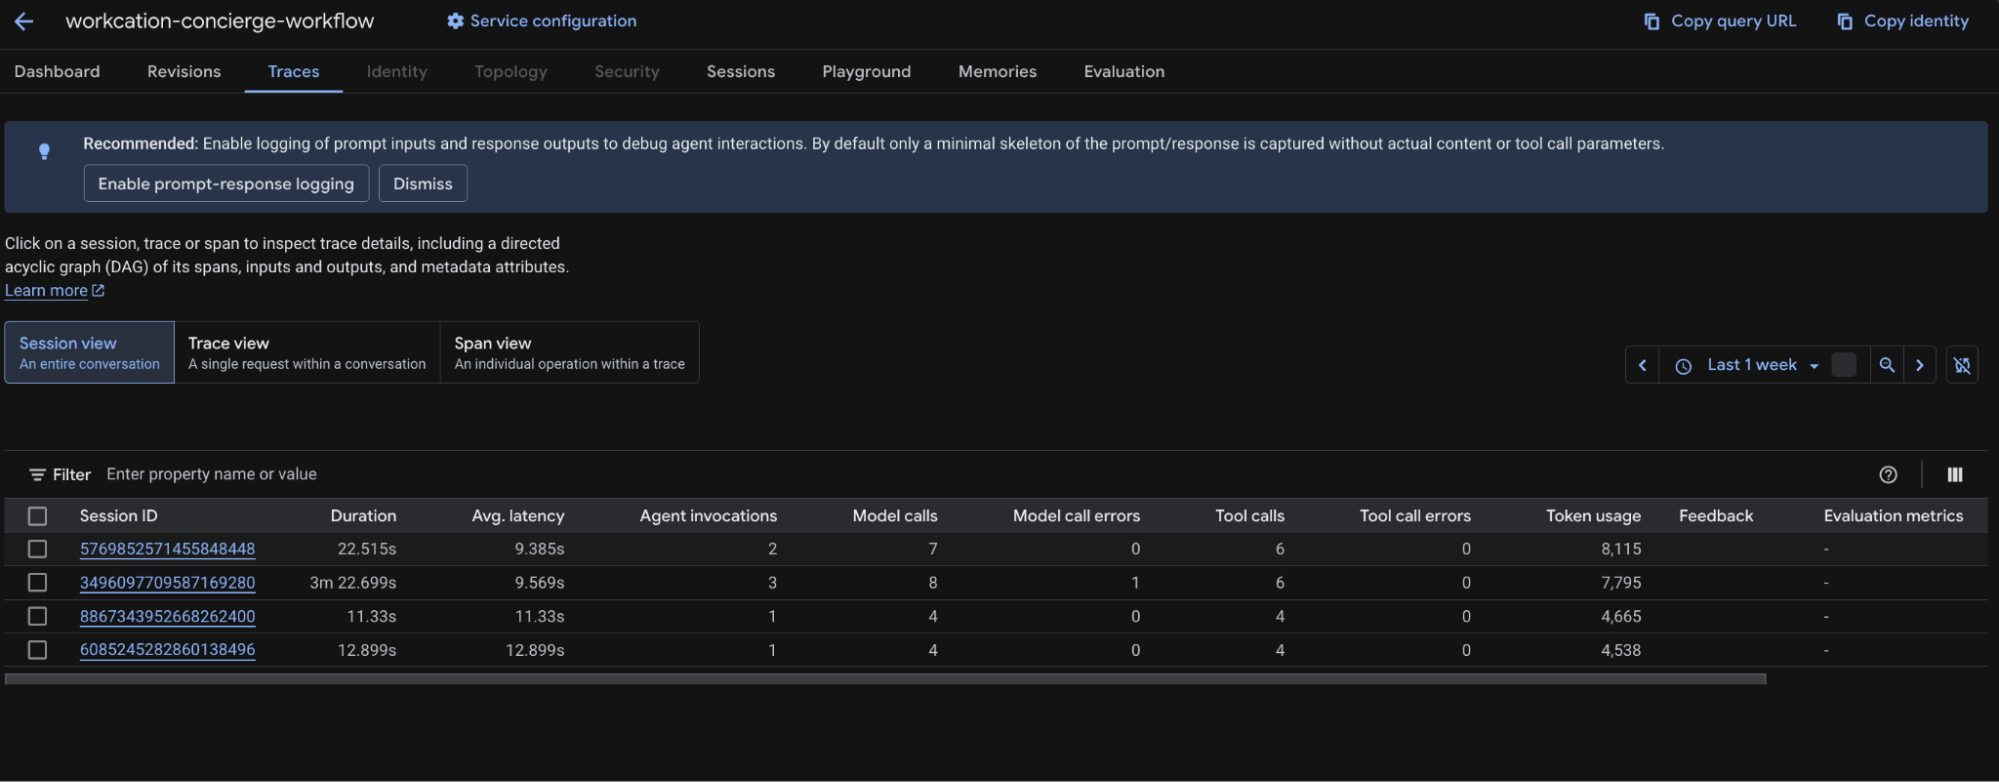 workcation-concierge-workflow Service configuration Copy query URL Copy identity
Dashboard Revisions Traces Identity Topology Security Sessions Playground Memories Evaluation
Recommended: Enable logging of prompt inputs and response outputs to debug agent interactions. By default only a minimal skeleton of the prompt/response is captured without actual content or tool call parameters.
Enable prompt-response logging Dismiss
Click on a session, trace or span to inspect trace details, including a directed
acyclic graph (DAG) of its spans, inputs and outputs, and metadata attributes.
Learn more
Session view Trace view Span view
An entire conversation A single request within a conversation An individual operation within a trace
Last 1 week
Filter Enter property name or value
Session ID Duration Avg. latency Agent invocations Model calls Model call errors Tool calls Tool call errors Token usage Feedback Evaluation metrics
5769852571455848448 22.515s 9.385s 2 7 0 6 0 8,115 -
3496097709587169280 3m 22.699s 9.569s 3 8 1 6 0 7,795 -
8867343952668262400 11.33s 11.33s 1 4 0 4 0 4,665 -
6085245282860138496 12.899s 12.899s 1 4 0 4 0 4,538 -